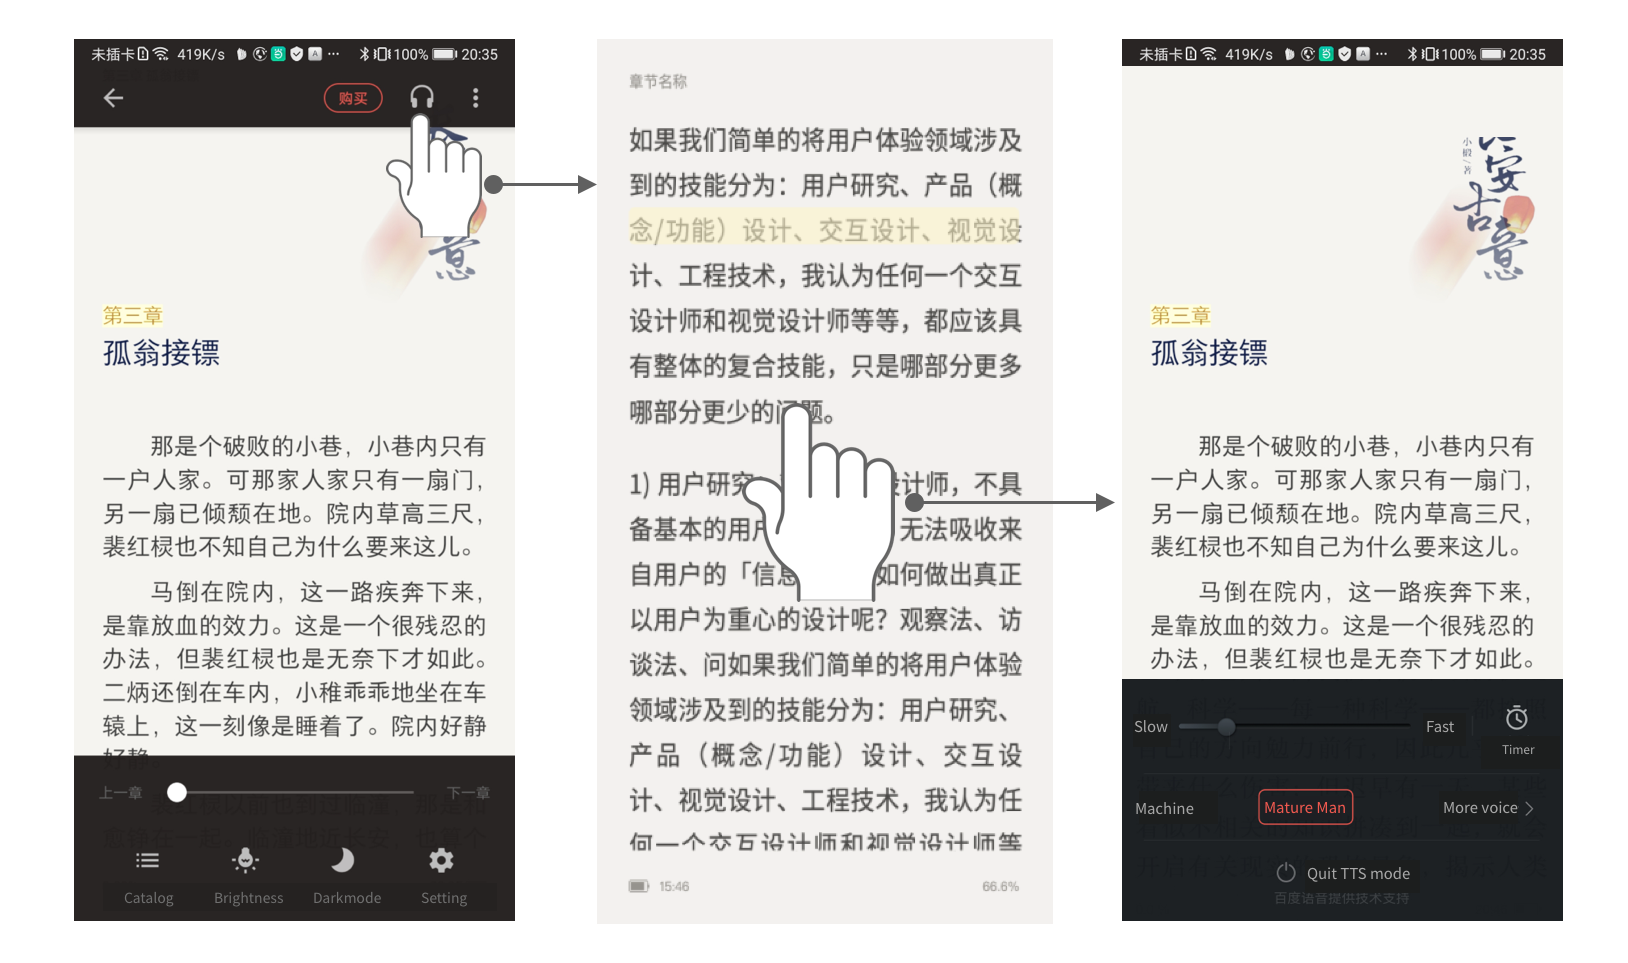 未插卡 419K/s A ... 100% 20:35
购买
意
第三章
孤翁接镖
那是个破败的小巷，小巷内只有
一户人家。可那家人家只有一扇门，
另一扇已倾颓在地。院内草高三尺，
裴红棂也不知自己为什么要来这儿。
马倒在院内，这一路疾奔下来，
是靠放血的效力。这是一个很残忍的
办法，但裴红棂也是无奈下才如此。
二炳还倒在车内，小稚乖乖地坐在车
辕上，这一刻像是睡着了。院内好静
好静。
上一章 下一章
Catalog Brightness Darkmode Setting
章节名称
如果我们简单的将用户体验领域涉及
到的技能分为：用户研究、产品（概
念/功能）设计、交互设计、视觉设
计、工程技术，我认为任何一个交互
设计师和视觉设计师等等，都应该具
有整体的复合技能，只是哪部分更多
哪部分更少的问题。
1) 用户研究 设计师，不具
备基本的用户 无法吸收来
自用户的「信息 如何做出真正
以用户为重心的设计呢？观察法、访
谈法、问如果我们简单的将用户体验
领域涉及到的技能分为：用户研究、
产品（概念/功能）设计、交互设
计、视觉设计、工程技术，我认为任
何一个交互设计师和视觉设计师等
15:46 66.6%
未插卡 419K/s A ... 100% 20:35
小椴/著
安古意
第三章
孤翁接镖
那是个破败的小巷，小巷内只有
一户人家。可那家人家只有一扇门，
另一扇已倾颓在地。院内草高三尺，
裴红棂也不知自己为什么要来这儿。
马倒在院内，这一路疾奔下来，
是靠放血的效力。这是一个很残忍的
办法，但裴红棂也是无奈下才如此。
Slow Fast Timer
Machine Mature Man More voice
Quit TTS mode
百度语音提供技术支持